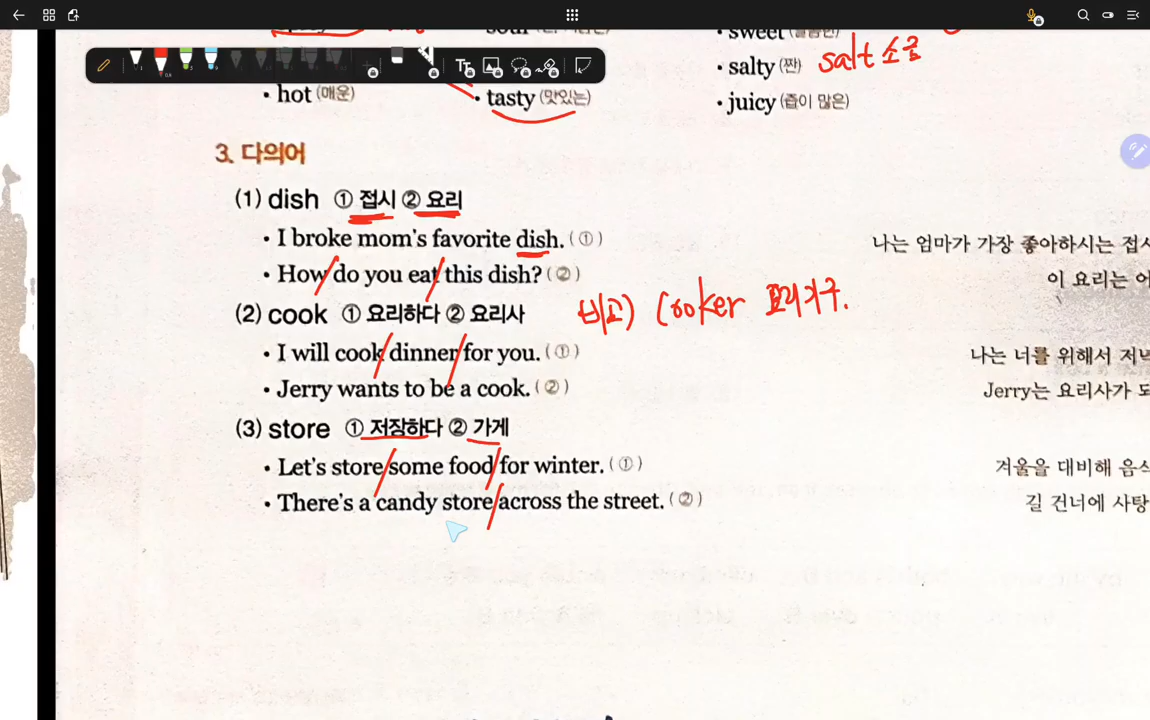 • sweet
salt 소금
• salty (짠)
• hot (매운)
• tasty (맛있는)
• juicy (즙이 많은)
3. 다의어
(1) dish ① 접시 ② 요리
• I broke mom's favorite dish. (①)
나는 엄마가 가장 좋아하시는 접시
• How do you eat this dish? (②)
이 요리는 어
비교) Cooker 요리기구.
(2) cook ① 요리하다 ② 요리사
• I will cook dinner for you. (①)
나는 너를 위해서 저녁
• Jerry wants to be a cook. (②)
Jerry는 요리사가 되
(3) store ① 저장하다 ② 가게
• Let's store some food for winter. (①)
겨울을 대비해 음식
• There's a candy store across the street. (②)
길 건너에 사탕